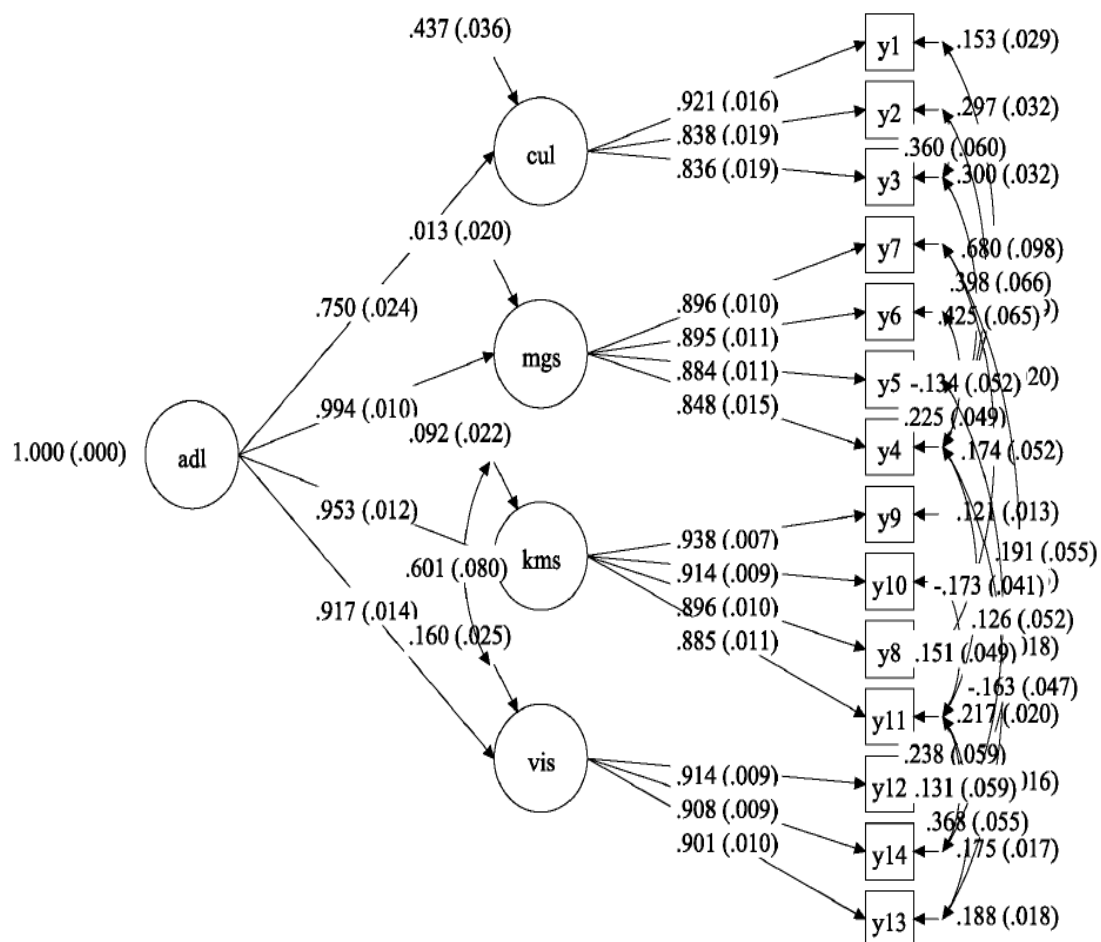 .437 (.036)
y1
.153 (.029)
.921 (.016)
y2
.297 (.032)
.838 (.019)
cul
.360 (.060)
.836 (.019)
y3
.300 (.032)
.013 (.020)
y7
.680 (.098)
.398 (.066)
.750 (.024)
.896 (.010)
y6
.425 (.065)
.895 (.011)
mgs
.884 (.011)
y5
-.134 (.052)
20)
.994 (.010)
.848 (.015)
.225 (.049)
.092 (.022)
y4
.174 (.052)
1.000 (.000)
adl
.953 (.012)
y9
.121 (.013)
.938 (.007)
.191 (.055)
.601 (.080)
kms
.914 (.009)
y10
-.173 (.041)
.917 (.014)
.896 (.010)
.126 (.052)
.160 (.025)
.885 (.011)
y8
.151 (.049)
)18)
-.163 (.047)
y11
.217 (.020)
.238 (.059)
vis
.914 (.009)
y12
.131 (.059)
)16)
.908 (.009)
.368 (.055)
.901 (.010)
y14
.175 (.017)
y13
.188 (.018)